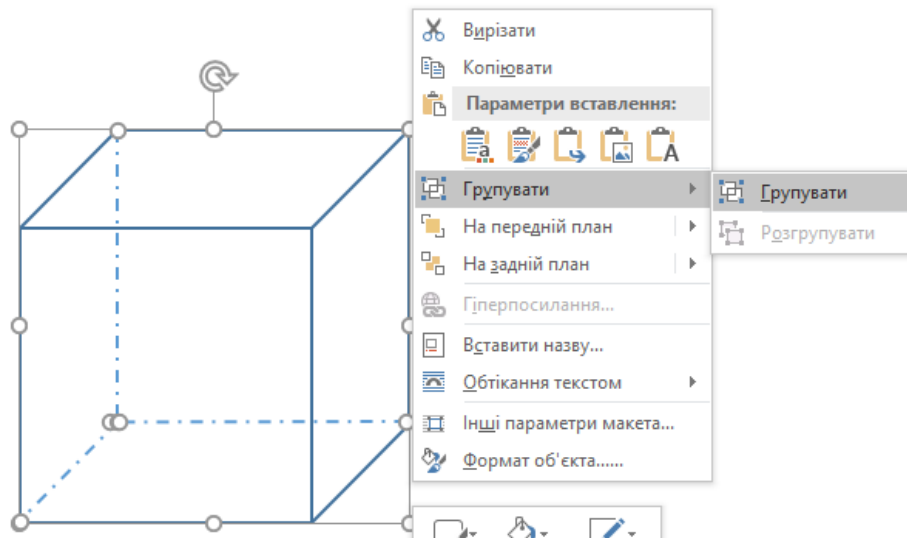 Вирізати
Копіювати
Параметри вставлення:
Групувати
Групувати
На передній план
Розгрупувати
На задній план
Гіперпосилання...
Вставити назву...
Обтікання текстом
Інші параметри макета...
Формат об'єкта......